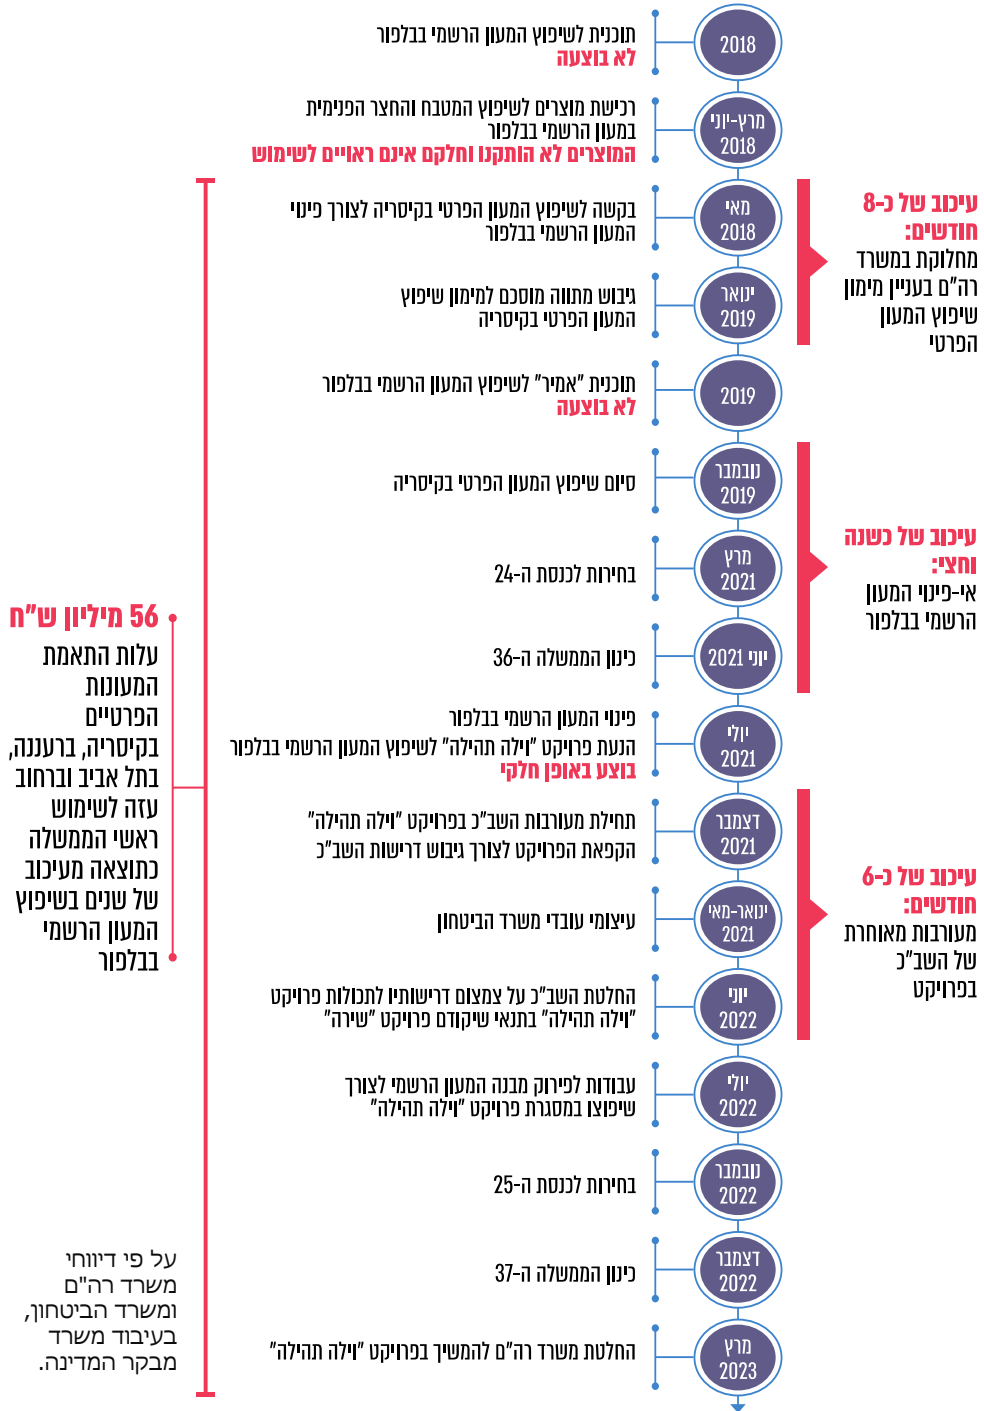 2018
תוכנית לשיפוץ המעון הרשמי בבלפור
לא בוצעה
מרץ-יוני
2018
רכישת מוצרים לשיפוץ המטבח והחצר הפנימית
במעון הרשמי בבלפור
המוצרים לא הותקנו וחלקם אינם ראויים לשימוש
עיכוב של כ-8
חודשים:
מחלוקת במשרד
רה"ם בעניין מימון
שיפוץ המעון
הפרטי
מאי
2018
בקשה לשיפוץ המעון הפרטי בקיסריה לצורך פינוי
המעון הרשמי בבלפור
ינואר
2019
גיבוש מתווה מוסכם למימון שיפוץ
המעון הפרטי בקיסריה
2019
תוכנית "אמיר" לשיפוץ המעון הרשמי בבלפור
לא בוצעה
עיכוב של כשנה
וחצי:
אי-פינוי המעון
הרשמי בבלפור
נובמבר
2019
סיום שיפוץ המעון הפרטי בקיסריה
מרץ
2021
בחירות לכנסת ה-24
יוני 2021
כינון הממשלה ה-36
יולי
2021
פינוי המעון הרשמי בבלפור
הנעת פרויקט "וילה תהילה" לשיפוץ המעון הרשמי בבלפור
בוצע באופן חלקי
עיכוב של כ-6
חודשים:
מעורבות מאוחרת
של השב"כ
בפרויקט
דצמבר
2021
תחילת מעורבות השב"כ בפרויקט "וילה תהילה"
הקפאת הפרויקט לצורך גיבוש דרישות השב"כ
ינואר-מאי
2021
עיצומי עובדי משרד הביטחון
יוני
2022
החלטת השב"כ על צמצום דרישותיו לתכולות פרויקט
"וילה תהילה" בתנאי שיקודם פרויקט "שירה"
יולי
2022
עבודות לפירוק מבנה המעון הרשמי לצורך
שיפוצו במסגרת פרויקט "וילה תהילה"
נובמבר
2022
בחירות לכנסת ה-25
דצמבר
2022
כינון הממשלה ה-37
מרץ
2023
החלטת משרד רה"ם להמשיך בפרויקט "וילה תהילה"
56 מיליון ש"ח
עלות התאמת
המעונות
הפרטיים
בקיסריה, ברעננה,
בתל אביב וברחוב
עזה לשימוש
ראשי הממשלה
כתוצאה מעיכוב
של שנים בשיפוץ
המעון הרשמי
בבלפור
על פי דיווחי
משרד רה"ם
ומשרד הביטחון,
בעיבוד משרד
מבקר המדינה.